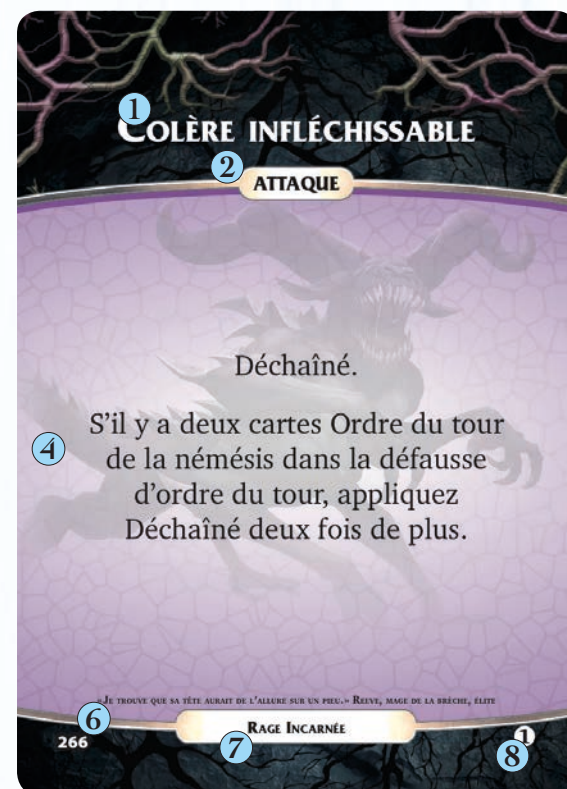 1
COLÈRE INFLÉCHISSABLE
2
ATTAQUE
Déchaîné.
S'il y a deux cartes Ordre du tour
4
de la némésis dans la défausse
d'ordre du tour, appliquez
Déchaîné deux fois de plus.
«JE TROUVE QUE SA TÊTE AURAIT DE L'ALLURE SUR UN PIEU.» REEVE, MAGE DE LA BRÈCHE, ÉLITE
6
266
RAGE INCARNÉE
7
1
8